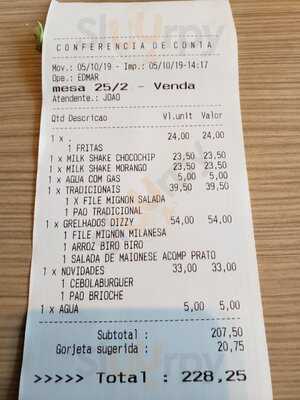 CONFERENCIA DE CONTA
Mov.: 05/10/19 - Imp.: 05/10/19-14:17
Ope.: EDMAR
mesa 25/2 - Venda
Atendente.: JOAO
Qtd Descricao Vl.unit Valor
1 x . 24,00 24,00
1 FRITAS
1 x MILK SHAKE CHOCOCHIP 23,50 23,50
1 x MILK SHAKE MORANGO 23,50 23,50
1 x AGUA COM GAS 5,00 5,00
1 x TRADICIONAIS 39,50 39,50
1 X FILE MIGNON SALADA
1 PAO TRADICIONAL
1 x GRELHADOS DIZZY 54,00 54,00
1 FILE MIGNON MILANESA
1 ARROZ BIRO BIRO
1 SALADA DE MAIONESE ACOMP PRATO
1 x NOVIDADES 33,00 33,00
1 CEBOLABURGUER
1 PAO BRIOCHE
1 x AGUA 5,00 5,00
Subtotal : 207,50
Gorjeta sugerida : 20,75
>>>>> Total : 228,25